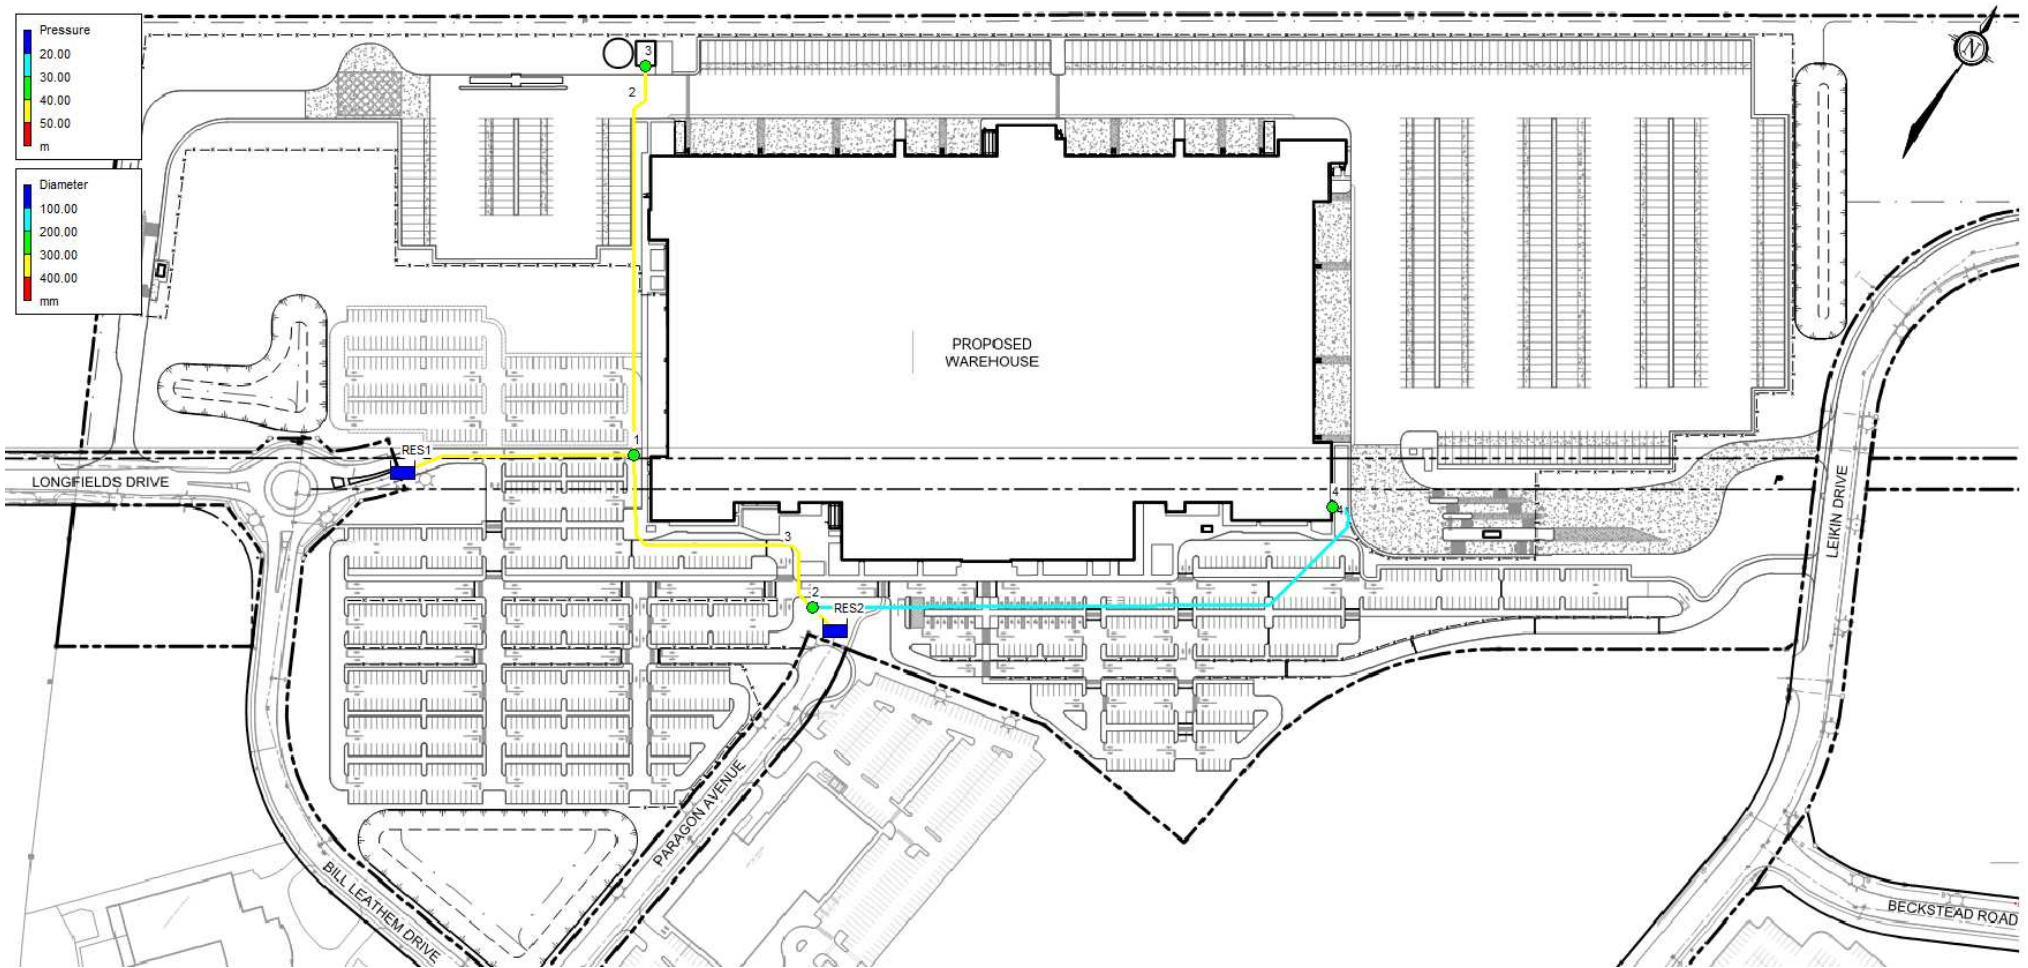 Pressure
20.00
30.00
40.00
50.00
m
Diameter
100.00
200.00
300.00
400.00
mm
N
3
2
PROPOSED
WAREHOUSE
1
RES1
LONGFIELDS DRIVE
4
4
3
2
RES2
P
LEIKIN DRIVE
PARAGON AVENUE
BILL LEATHEM DRIVE
BECKSTEAD ROAD